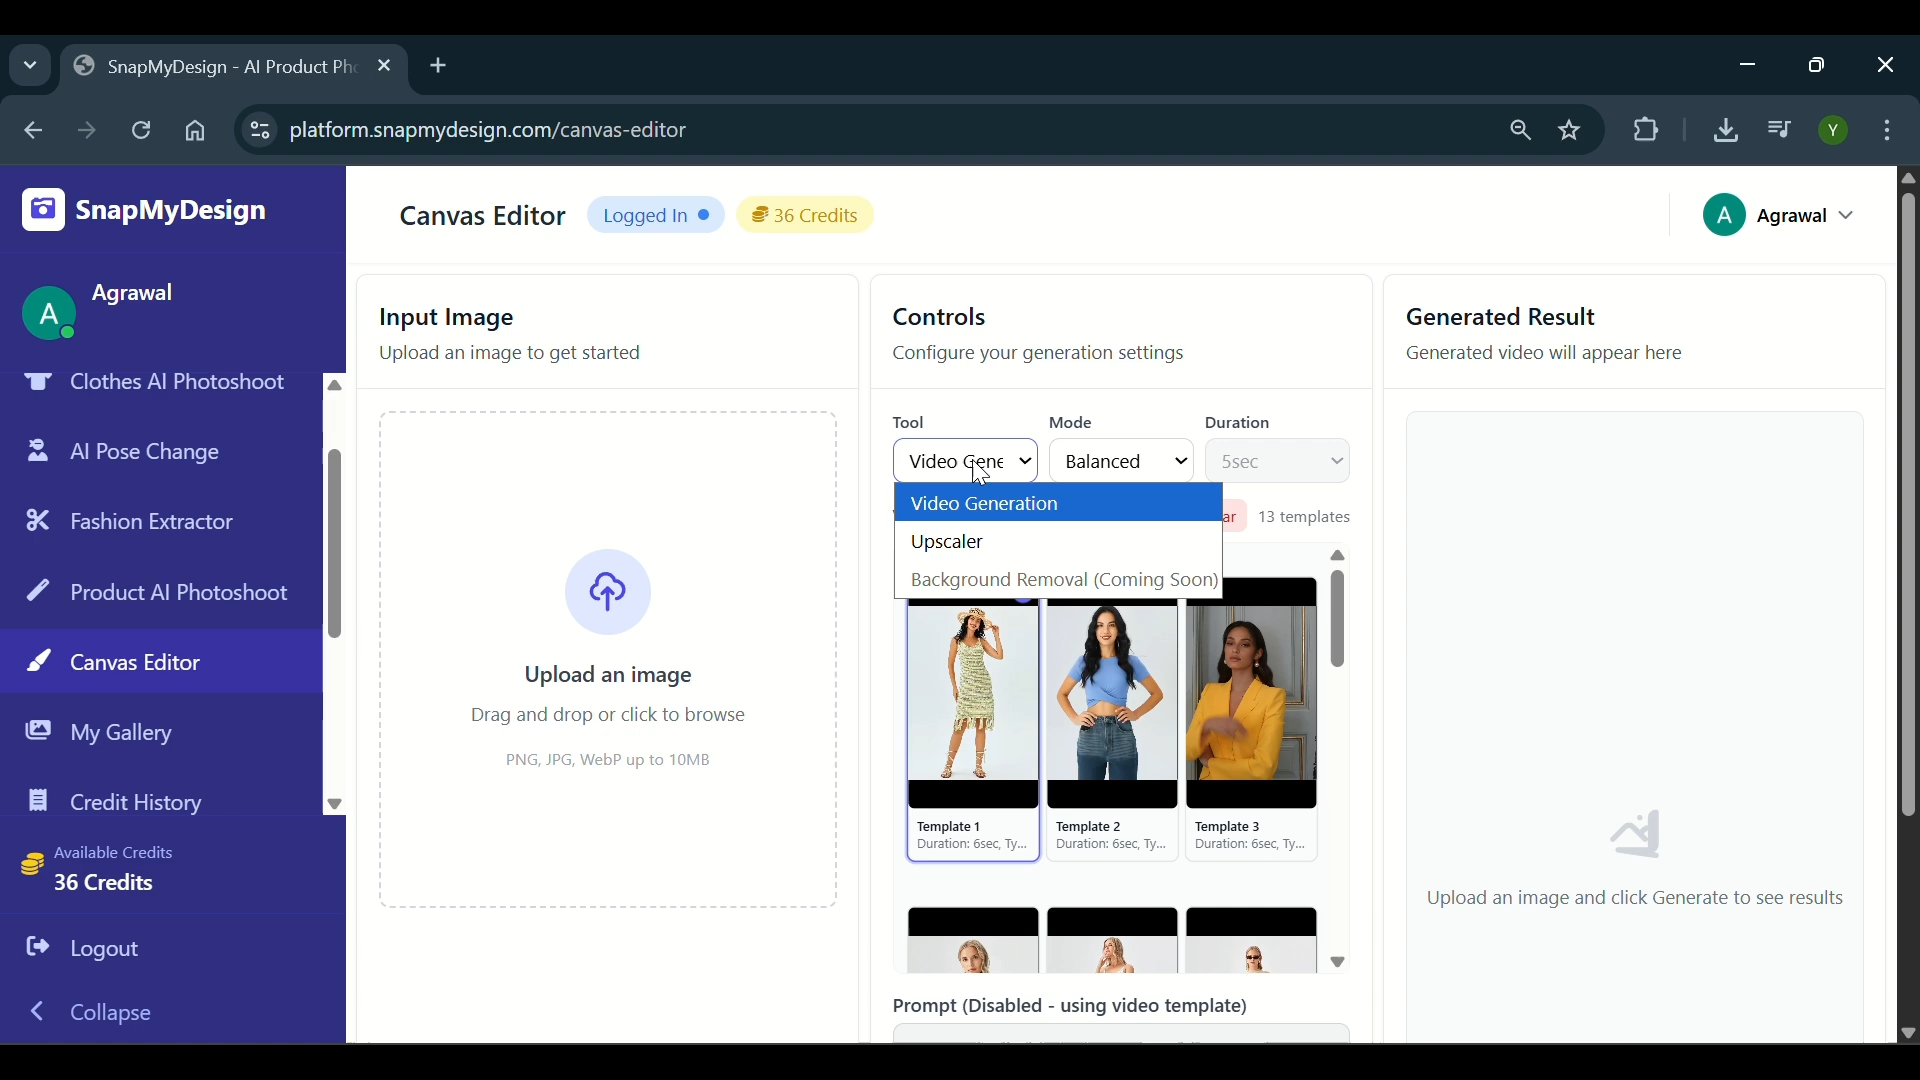 SnapMyDesign - AI Product Pho
platform.snapmydesign.com/canvas-editor
Y
SnapMyDesign
A
Agrawal
Clothes AI Photoshoot
AI Pose Change
Fashion Extractor
Product AI Photoshoot
Canvas Editor
My Gallery
Credit History
Available Credits
36 Credits
Logout
Collapse
Canvas Editor
Logged In
36 Credits
A
Agrawal
Input Image
Upload an image to get started
Upload an image
Drag and drop or click to browse
PNG, JPG, WebP up to 10MB
Controls
Configure your generation settings
Tool
Mode
Duration
Video Gene
Balanced
5sec
Video Generation
Upscaler
Background Removal (Coming Soon)
ar
13 templates
Template 1
Duration: 6sec, Ty...
Template 2
Duration: 6sec, Ty...
Template 3
Duration: 6sec, Ty...
Prompt (Disabled - using video template)
Generated Result
Generated video will appear here
Upload an image and click Generate to see results